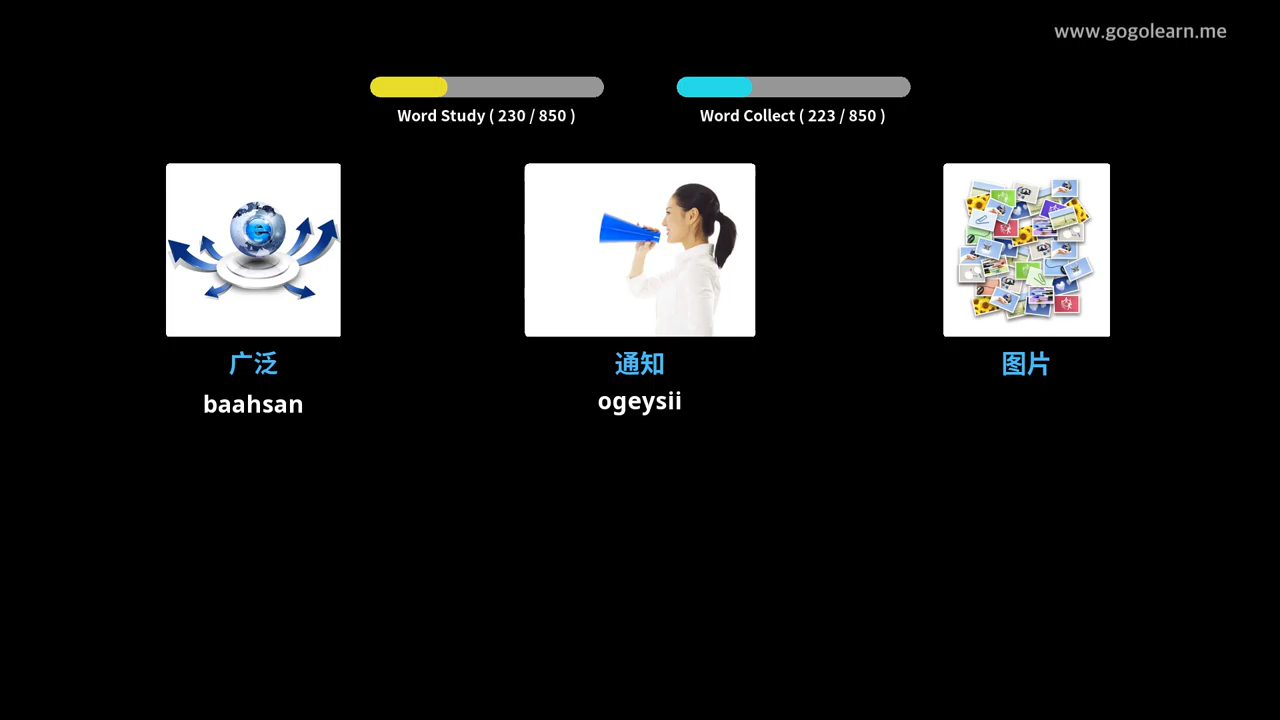 www.gogolearn.me
Word Study ( 230 / 850 )
Word Collect ( 223 / 850 )
e
广泛
通知
图片
baahsan
ogeysii